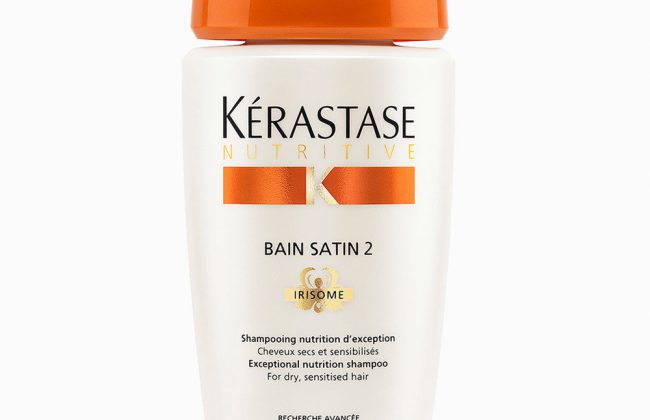 KÉRASTASE
NUTRITIVE
K
BAIN SATIN 2
IRISOME
Shampooing nutrition d'exception
Cheveux secs et sensibilisés
Exceptional nutrition shampoo
For dry, sensitised hair
RECHERCHE AVANCÉE